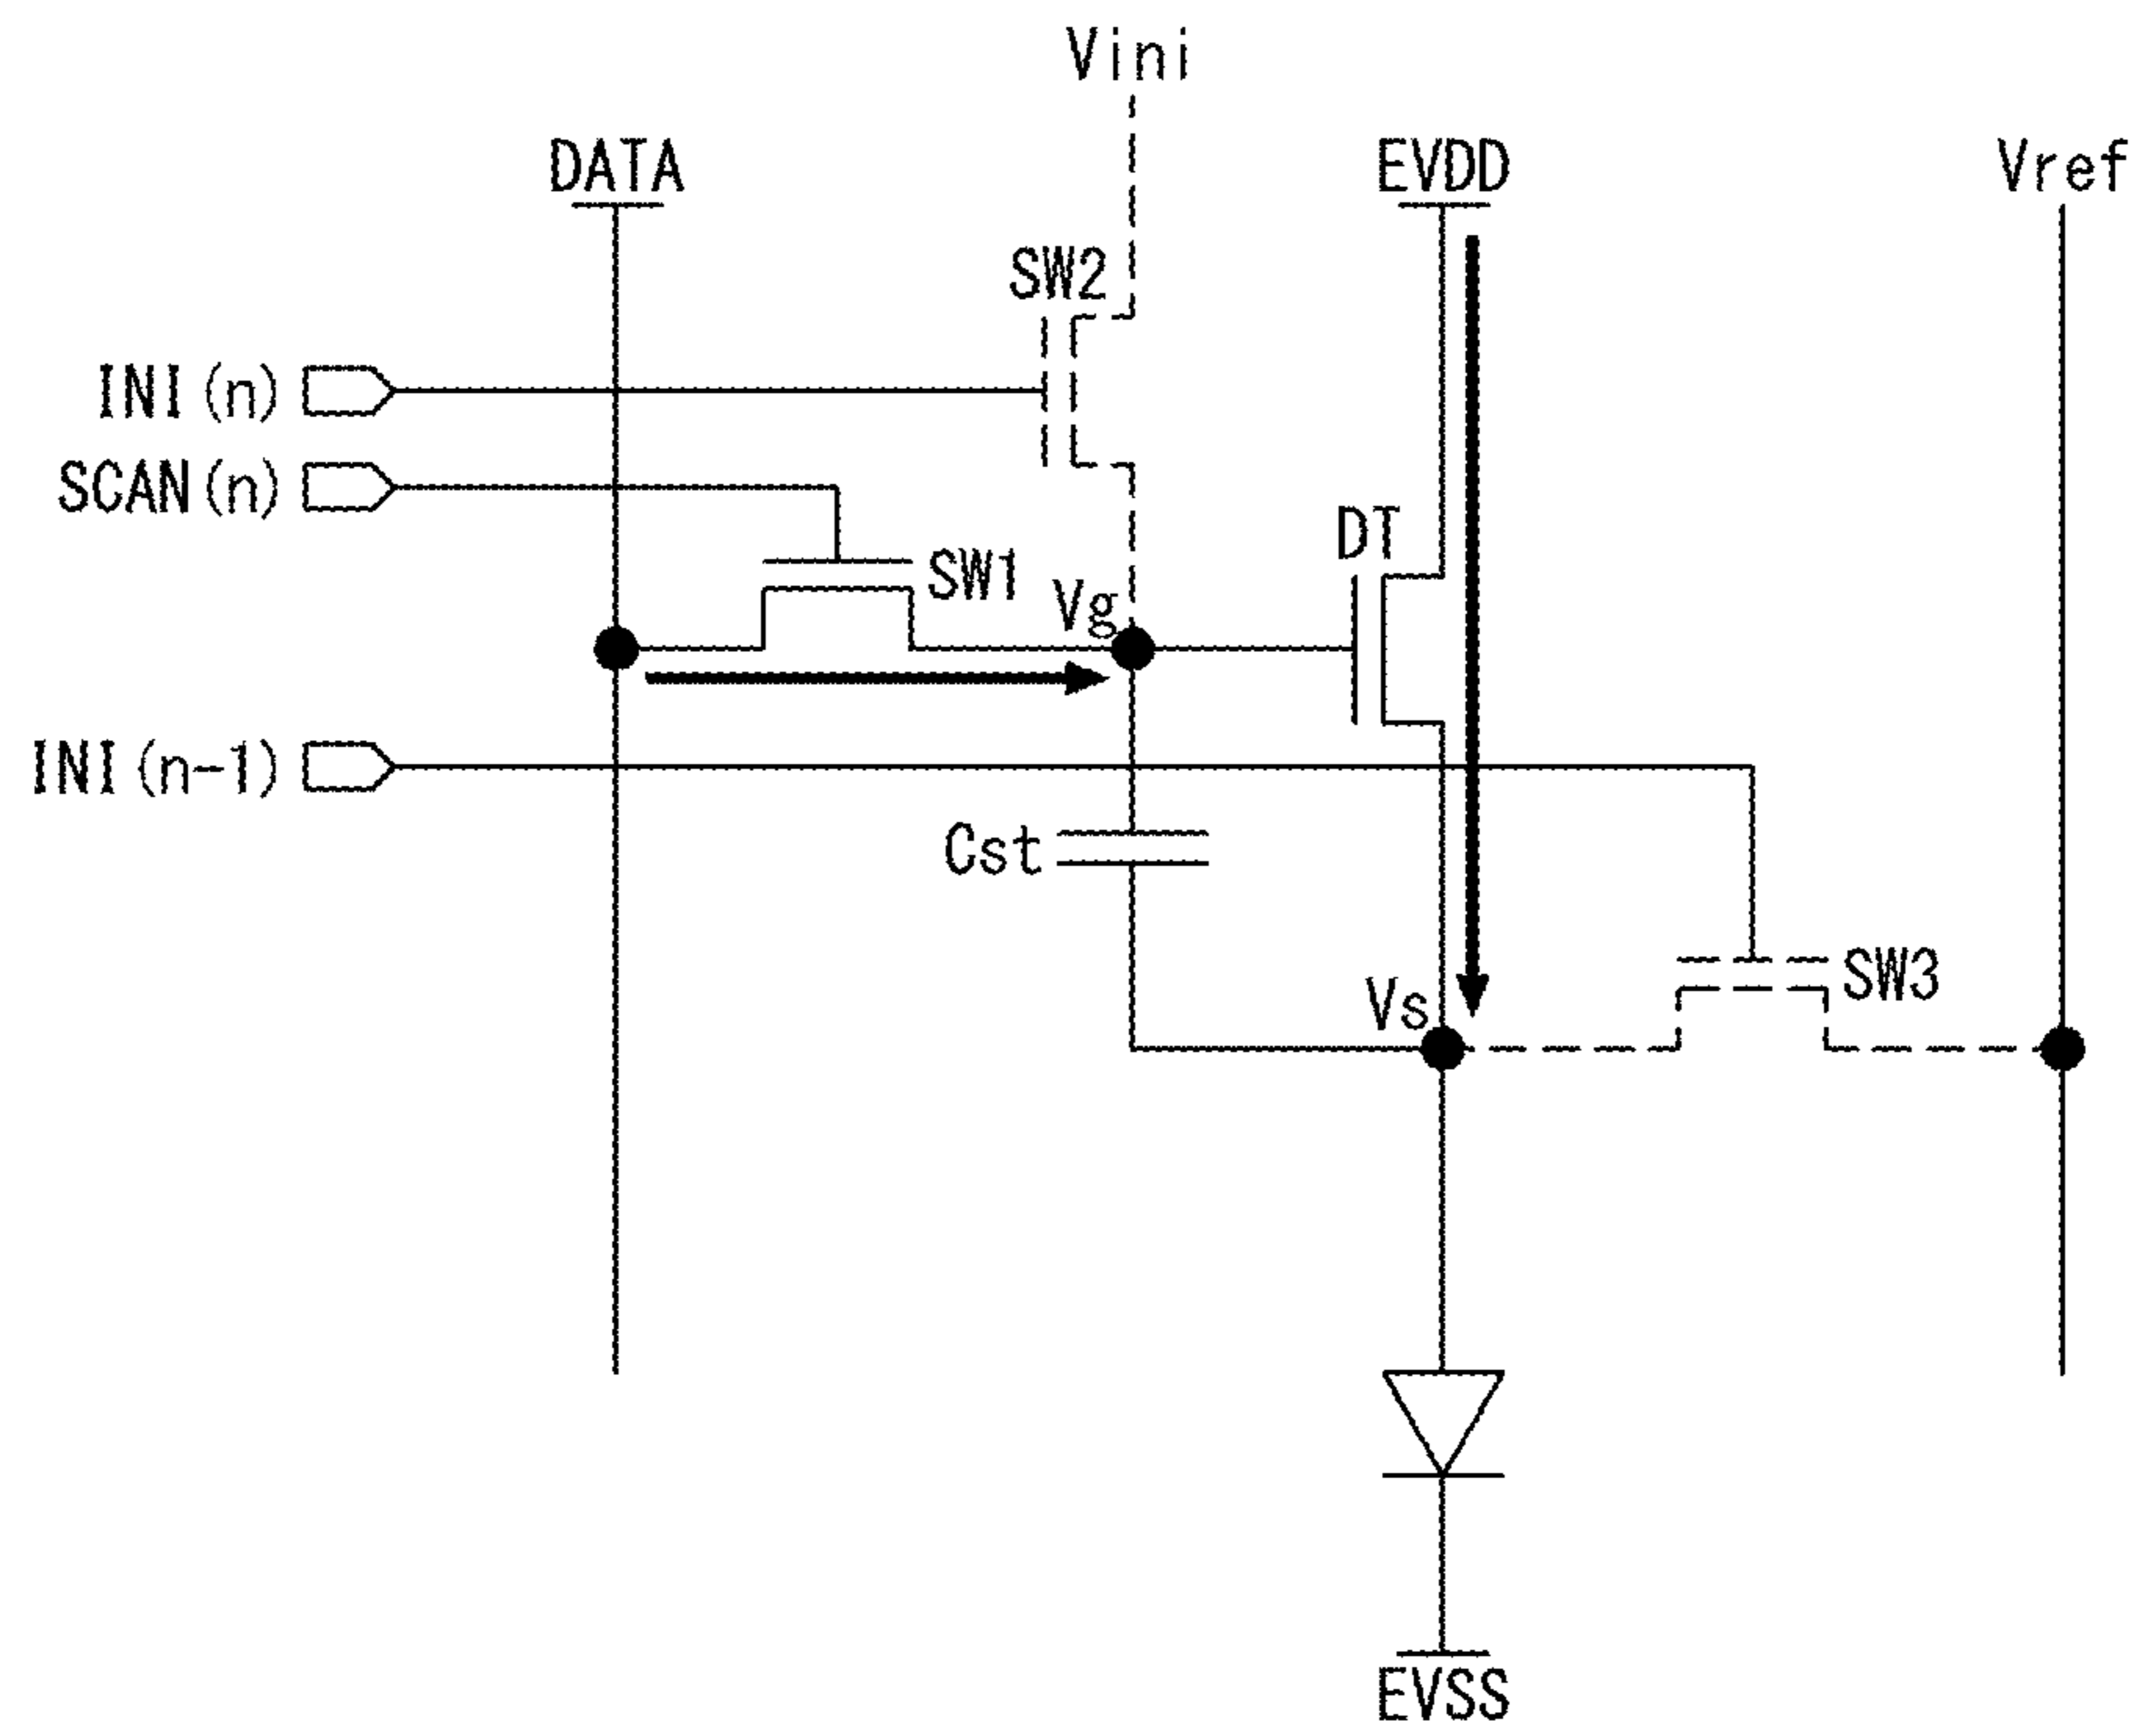 Vini
DATA
EVDD
Vref
SW2
INI(n)
SCAN(n)
DT
SW1
Vg
INI(n-1)
Cst
SW3
Vs
EVSS